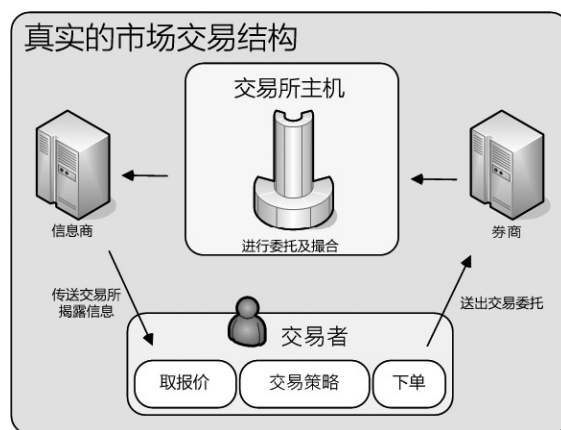 真实的市场交易结构
交易所主机
信息商
进行委托及撮合
券商
传送交易所
揭露信息
送出交易委托
交易者
取报价
交易策略
下单